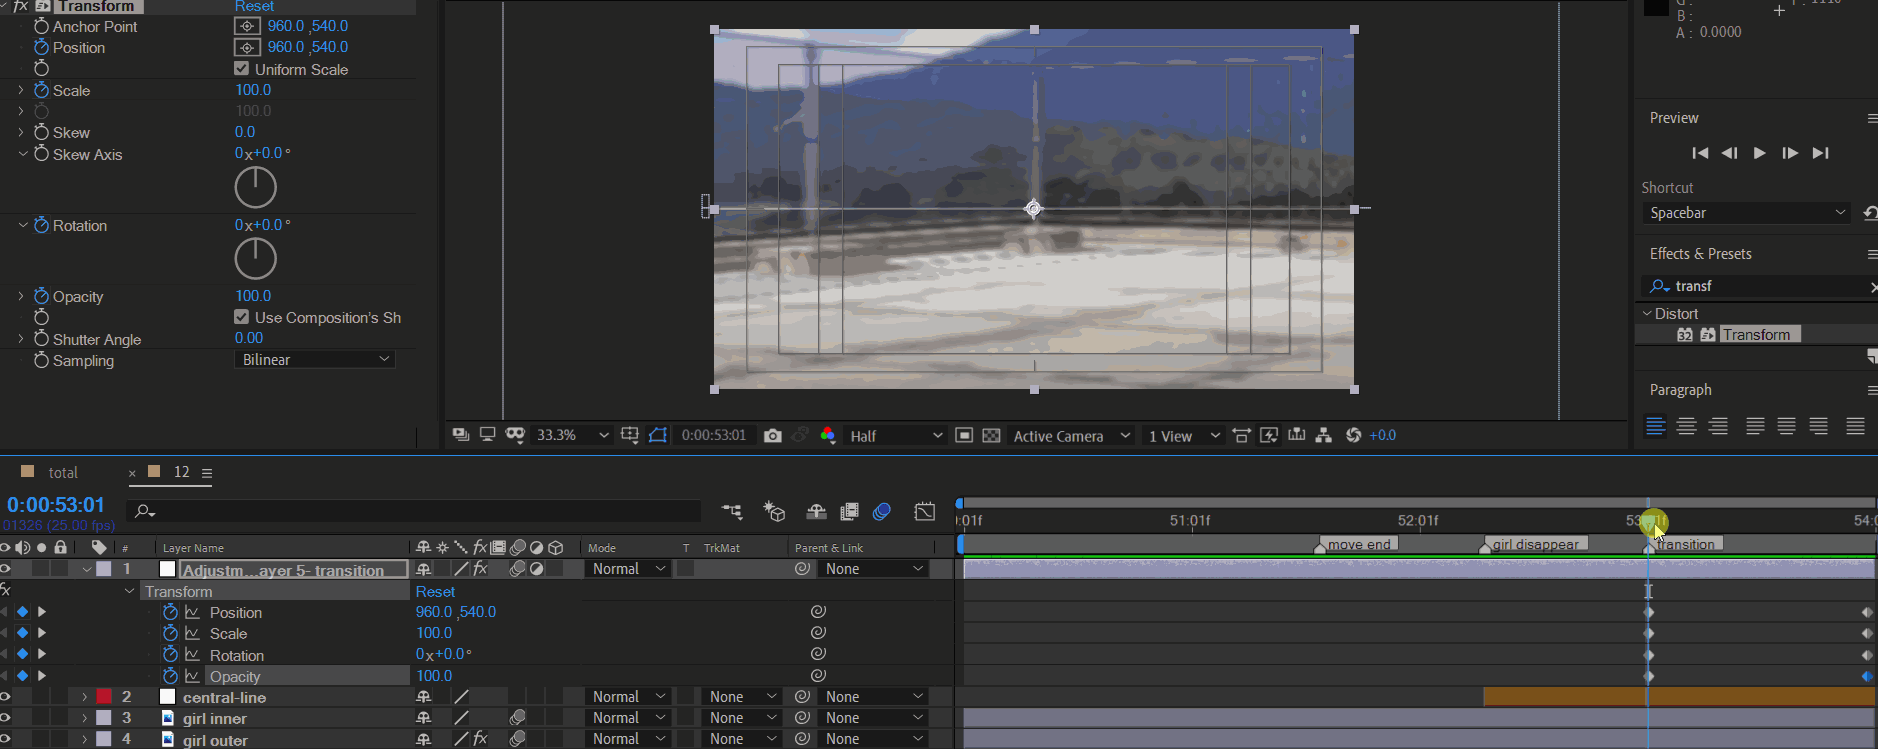 fx Transform Reset
Anchor Point 960.0 ,540.0
Position 960.0 ,540.0
Uniform Scale
Scale 100.0
100.0
Skew 0.0
Skew Axis 0x+0.0°
Rotation 0x+0.0°
Opacity 100.0
Use Composition's Sh
Shutter Angle 0.00
Sampling Bilinear
33.3% 0:00:53:01 Half Active Camera 1 View +0.0
B :
A : 0.0000
Preview
Shortcut
Spacebar
Effects & Presets
transf
Distort
32 Transform
Paragraph
total × 12
0:00:53:01
01326 (25.00 fps)
:01f 51:01f 52:01f 54:0
# Layer Name fx Mode T TrkMat Parent & Link
move end girl disappear transition
1 Adjustm...ayer 5- transition fx Normal None
fx Transform Reset
Position 960.0 ,540.0
Scale 100.0
Rotation 0x+0.0°
Opacity 100.0
2 central-line Normal None None
3 girl inner Normal None None
4 girl outer fx Normal None None